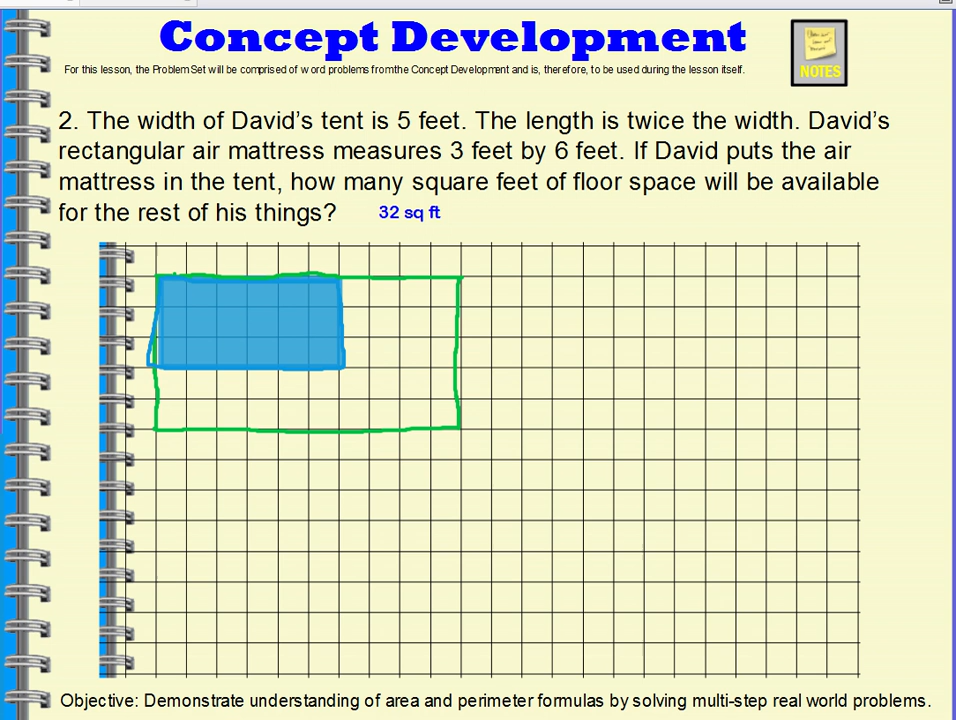 Concept Development
For this lesson, the Problem Set will be comprised of word problems from the Concept Development and is, therefore, to be used during the lesson itself.
NOTES
2. The width of David's tent is 5 feet. The length is twice the width. David's
rectangular air mattress measures 3 feet by 6 feet. If David puts the air
mattress in the tent, how many square feet of floor space will be available
for the rest of his things? 32 sq ft
Objective: Demonstrate understanding of area and perimeter formulas by solving multi-step real world problems.